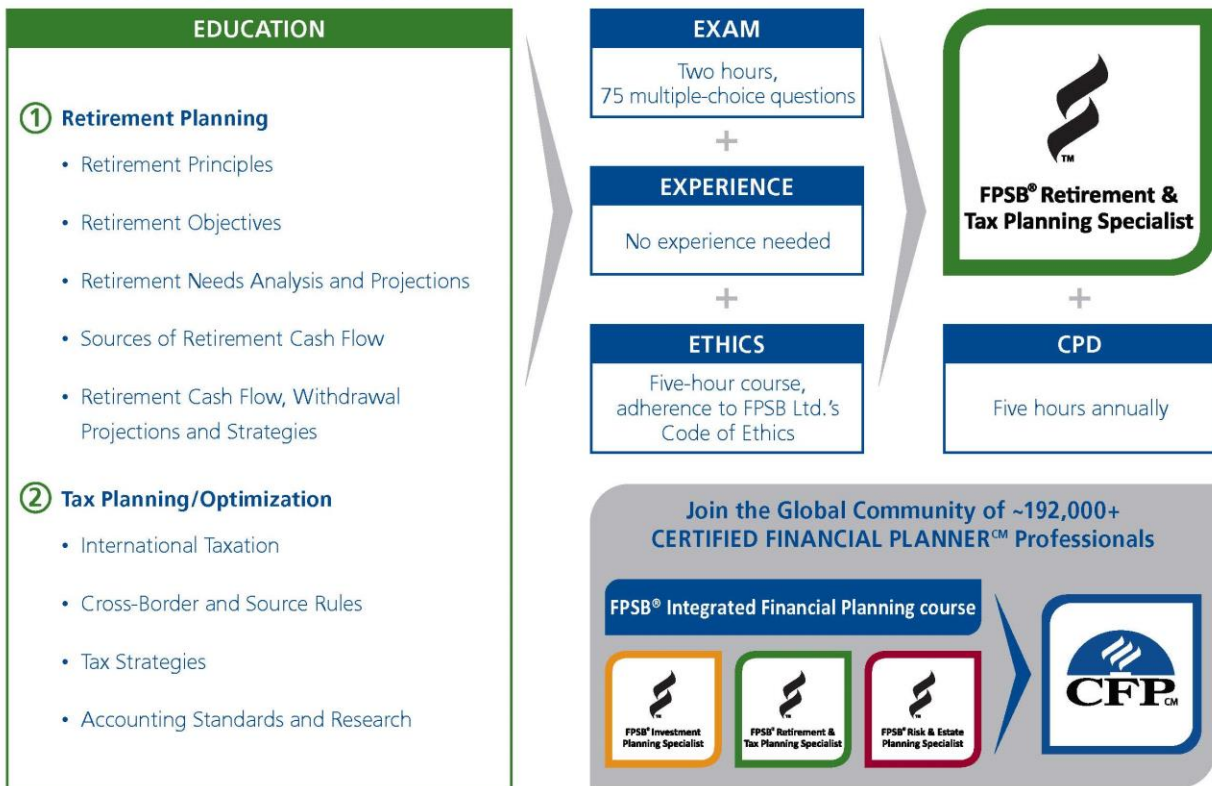 EDUCATION
1 Retirement Planning
• Retirement Principles
• Retirement Objectives
• Retirement Needs Analysis and Projections
• Sources of Retirement Cash Flow
• Retirement Cash Flow, Withdrawal
Projections and Strategies
2 Tax Planning/Optimization
• International Taxation
• Cross-Border and Source Rules
• Tax Strategies
• Accounting Standards and Research
EXAM
Two hours,
75 multiple-choice questions
+
EXPERIENCE
No experience needed
+
ETHICS
Five-hour course,
adherence to FPSB Ltd.'s
Code of Ethics
TM
FPSB® Retirement &
Tax Planning Specialist
+
CPD
Five hours annually
Join the Global Community of ~192,000+
CERTIFIED FINANCIAL PLANNER℠ Professionals
FPSB® Integrated Financial Planning course
TM
FPSB® Investment
Planning Specialist
TM
FPSB® Retirement &
Tax Planning Specialist
TM
FPSB® Risk & Estate
Planning Specialist
CFP CM